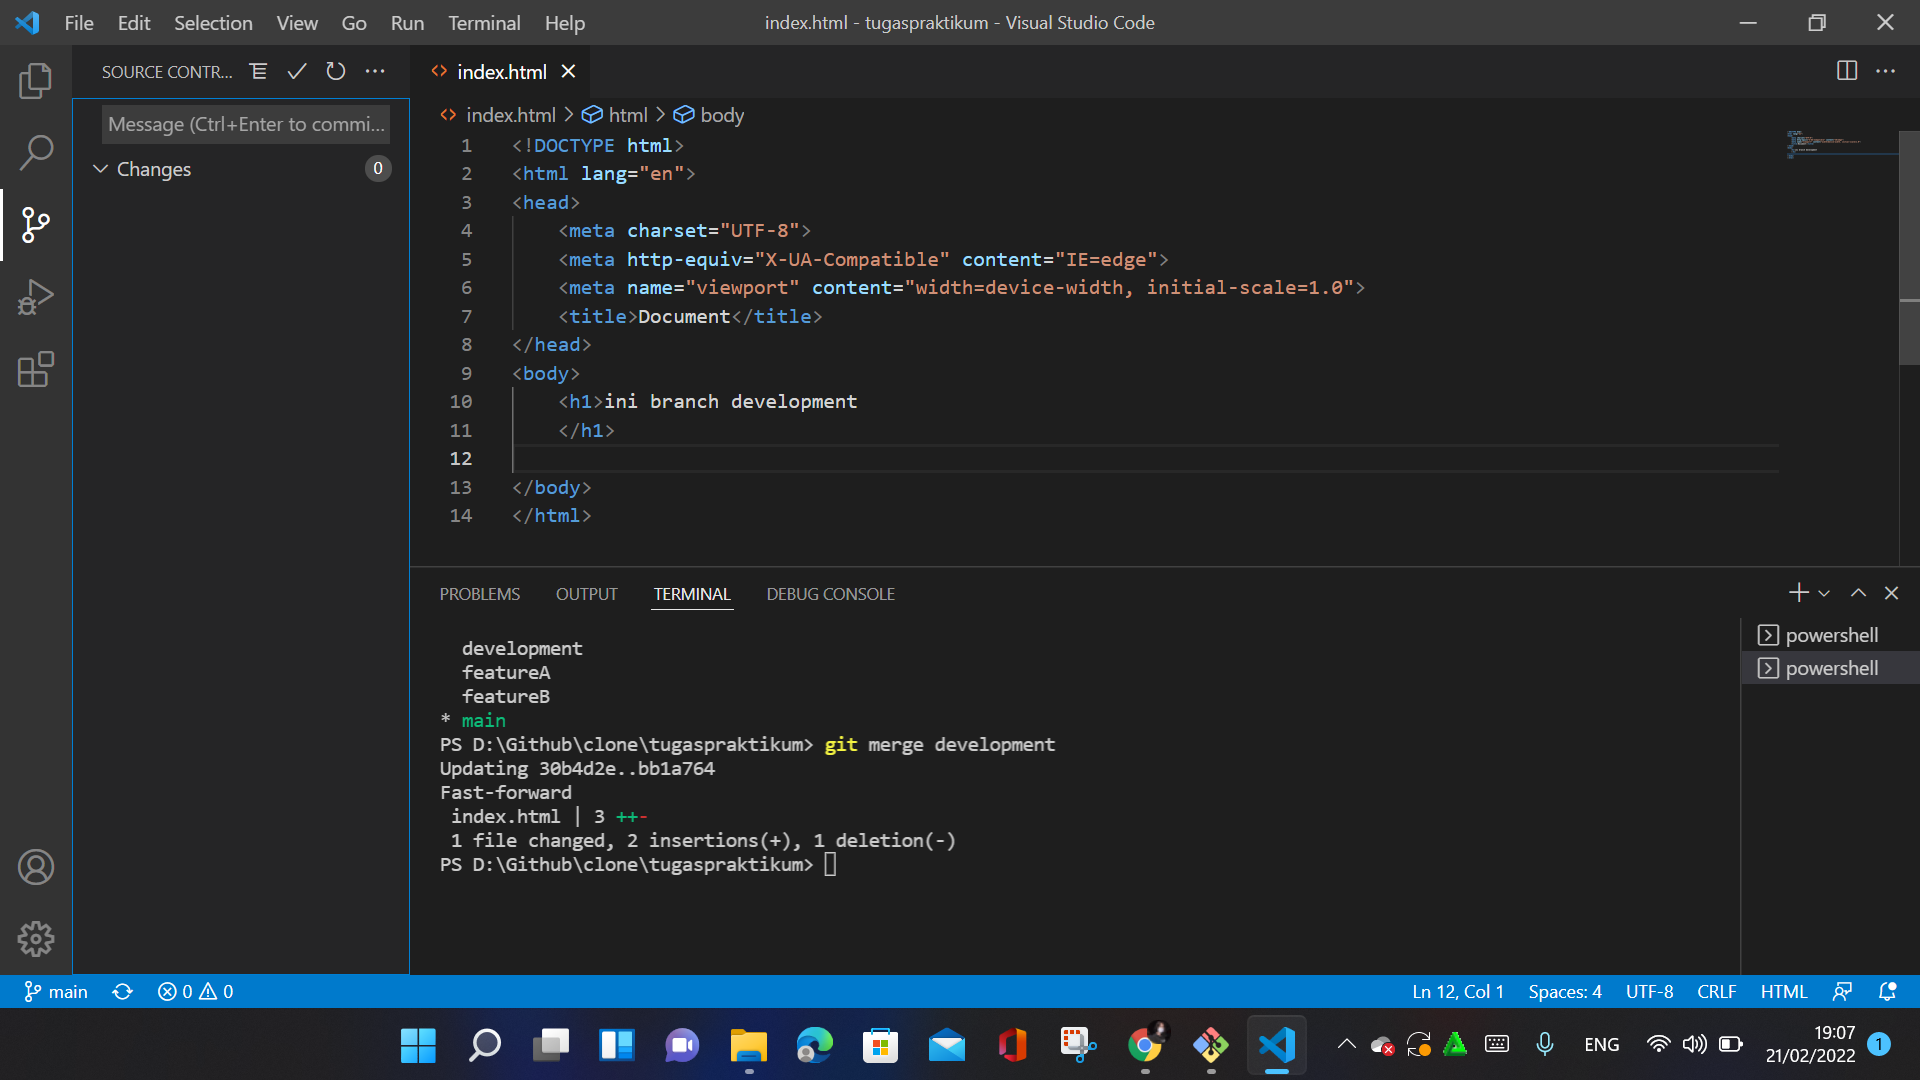 File Edit Selection View Go Run Terminal Help
index.html - tugaspraktikum - Visual Studio Code
SOURCE CONTR...
Message (Ctrl+Enter to commi...
Changes 0
index.html
index.html > html > body
1 <!DOCTYPE html>
2 <html lang="en">
3 <head>
4 <meta charset="UTF-8">
5 <meta http-equiv="X-UA-Compatible" content="IE=edge">
6 <meta name="viewport" content="width=device-width, initial-scale=1.0">
7 <title>Document</title>
8 </head>
9 <body>
10 <h1>ini branch development
11 </h1>
12
13 </body>
14 </html>
PROBLEMS OUTPUT TERMINAL DEBUG CONSOLE
development
featureA
featureB
* main
PS D:\Github\clone\tugaspraktikum> git merge development
Updating 30b4d2e..bb1a764
Fast-forward
index.html | 3 ++-
1 file changed, 2 insertions(+), 1 deletion(-)
PS D:\Github\clone\tugaspraktikum>
powershell
powershell
main 0 0
Ln 12, Col 1 Spaces: 4 UTF-8 CRLF HTML
ENG
19:07
21/02/2022
1